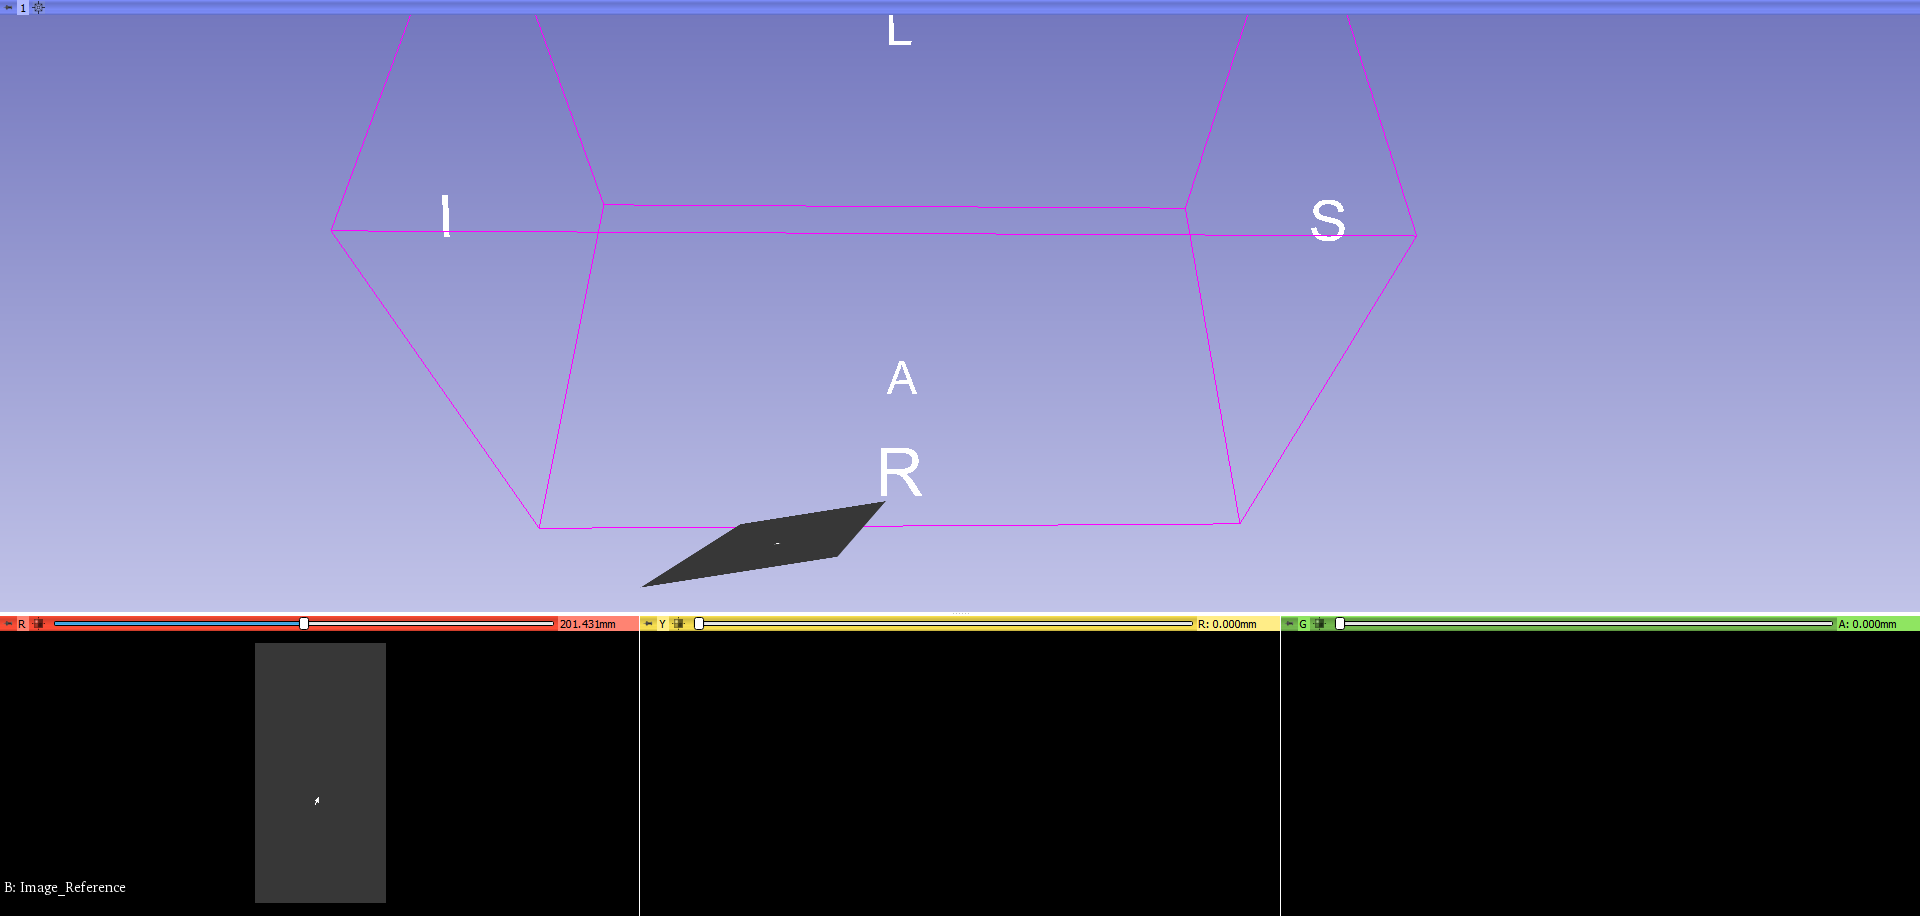 1
L
I
S
A
R
R
201.431mm
Y
R: 0.000mm
G
A: 0.000mm
B: Image_Reference